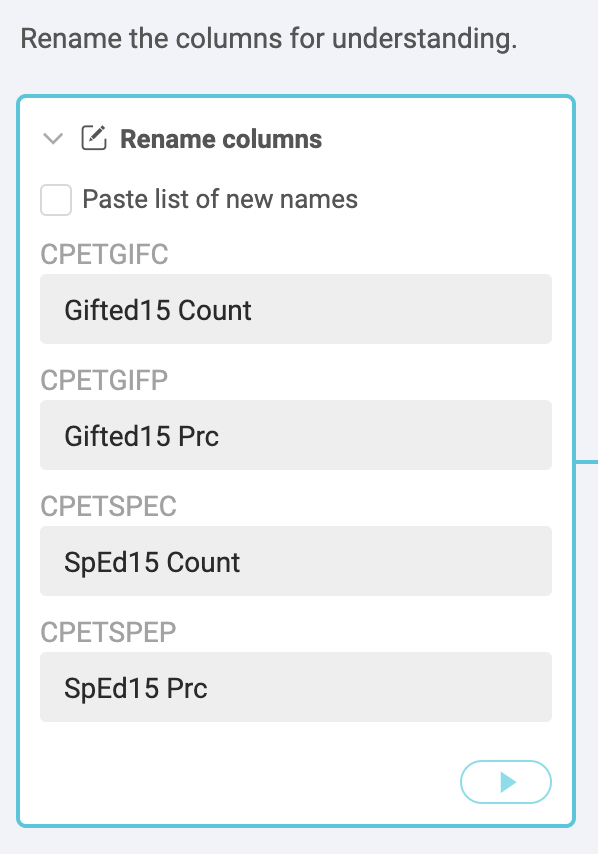 Rename the columns for understanding.
Rename columns
Paste list of new names
CPETGIFC
Gifted15 Count
CPETGIFP
Gifted15 Prc
CPETSPEC
SpEd15 Count
CPETSPEP
SpEd15 Prc